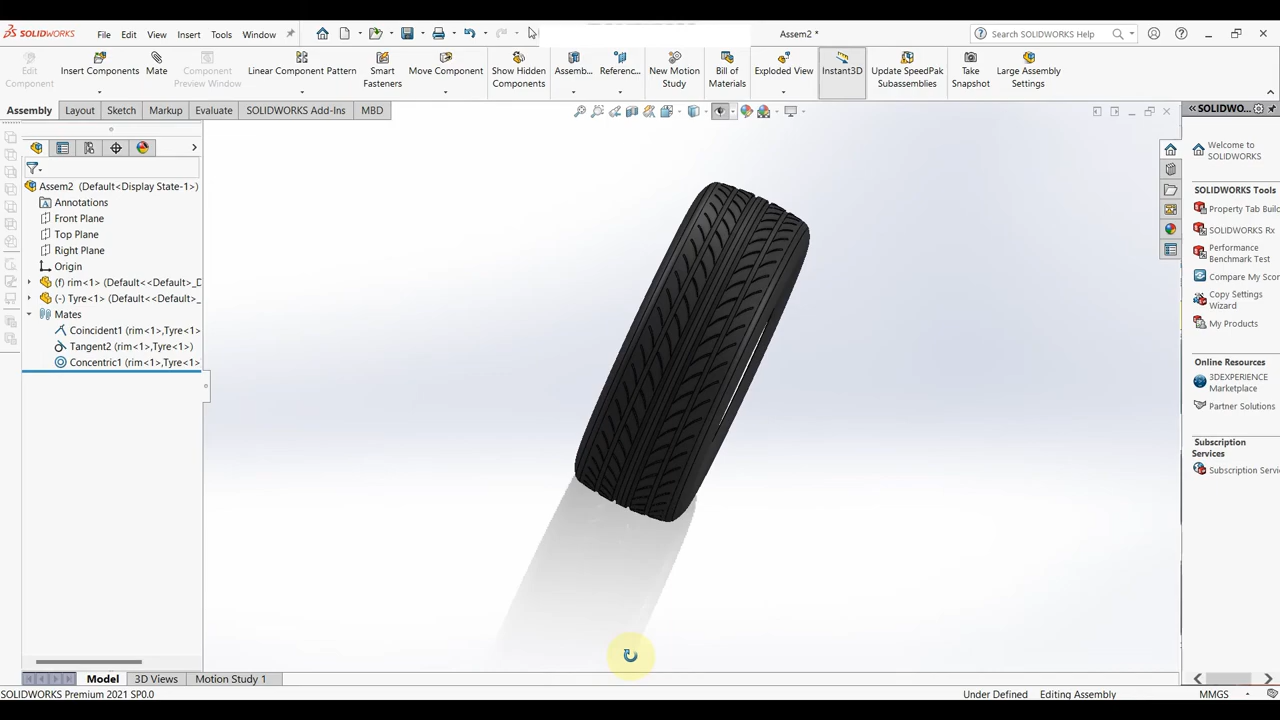 SOLIDWORKS File Edit View Insert Tools Window Assem2 * Search SOLIDWORKS Help
Edit Component
Insert Components
Mate
Component Preview Window
Linear Component Pattern
Smart Fasteners
Move Component
Show Hidden Components
Assemb...
Referenc...
New Motion Study
Bill of Materials
Exploded View
Instant3D
Update SpeedPak Subassemblies
Take Snapshot
Large Assembly Settings
Assembly Layout Sketch Markup Evaluate SOLIDWORKS Add-Ins MBD
SOLIDWO...
Assem2 (Default<Display State-1>)
Annotations
Front Plane
Top Plane
Right Plane
Origin
(f) rim<1> (Default<<Default>_D
(-) Tyre<1> (Default<<Default>_
Mates
Coincident1 (rim<1>,Tyre<1>
Tangent2 (rim<1>,Tyre<1>)
Concentric1 (rim<1>,Tyre<1>
Welcome to
SOLIDWORKS
SOLIDWORKS Tools
Property Tab Buil
SOLIDWORKS Rx
Performance
Benchmark Test
Compare My Scor
Copy Settings
Wizard
My Products
Online Resources
3DEXPERIENCE
Marketplace
Partner Solutions
Subscription
Services
Subscription Servi
Model 3D Views Motion Study 1
SOLIDWORKS Premium 2021 SP0.0 Under Defined Editing Assembly MMGS